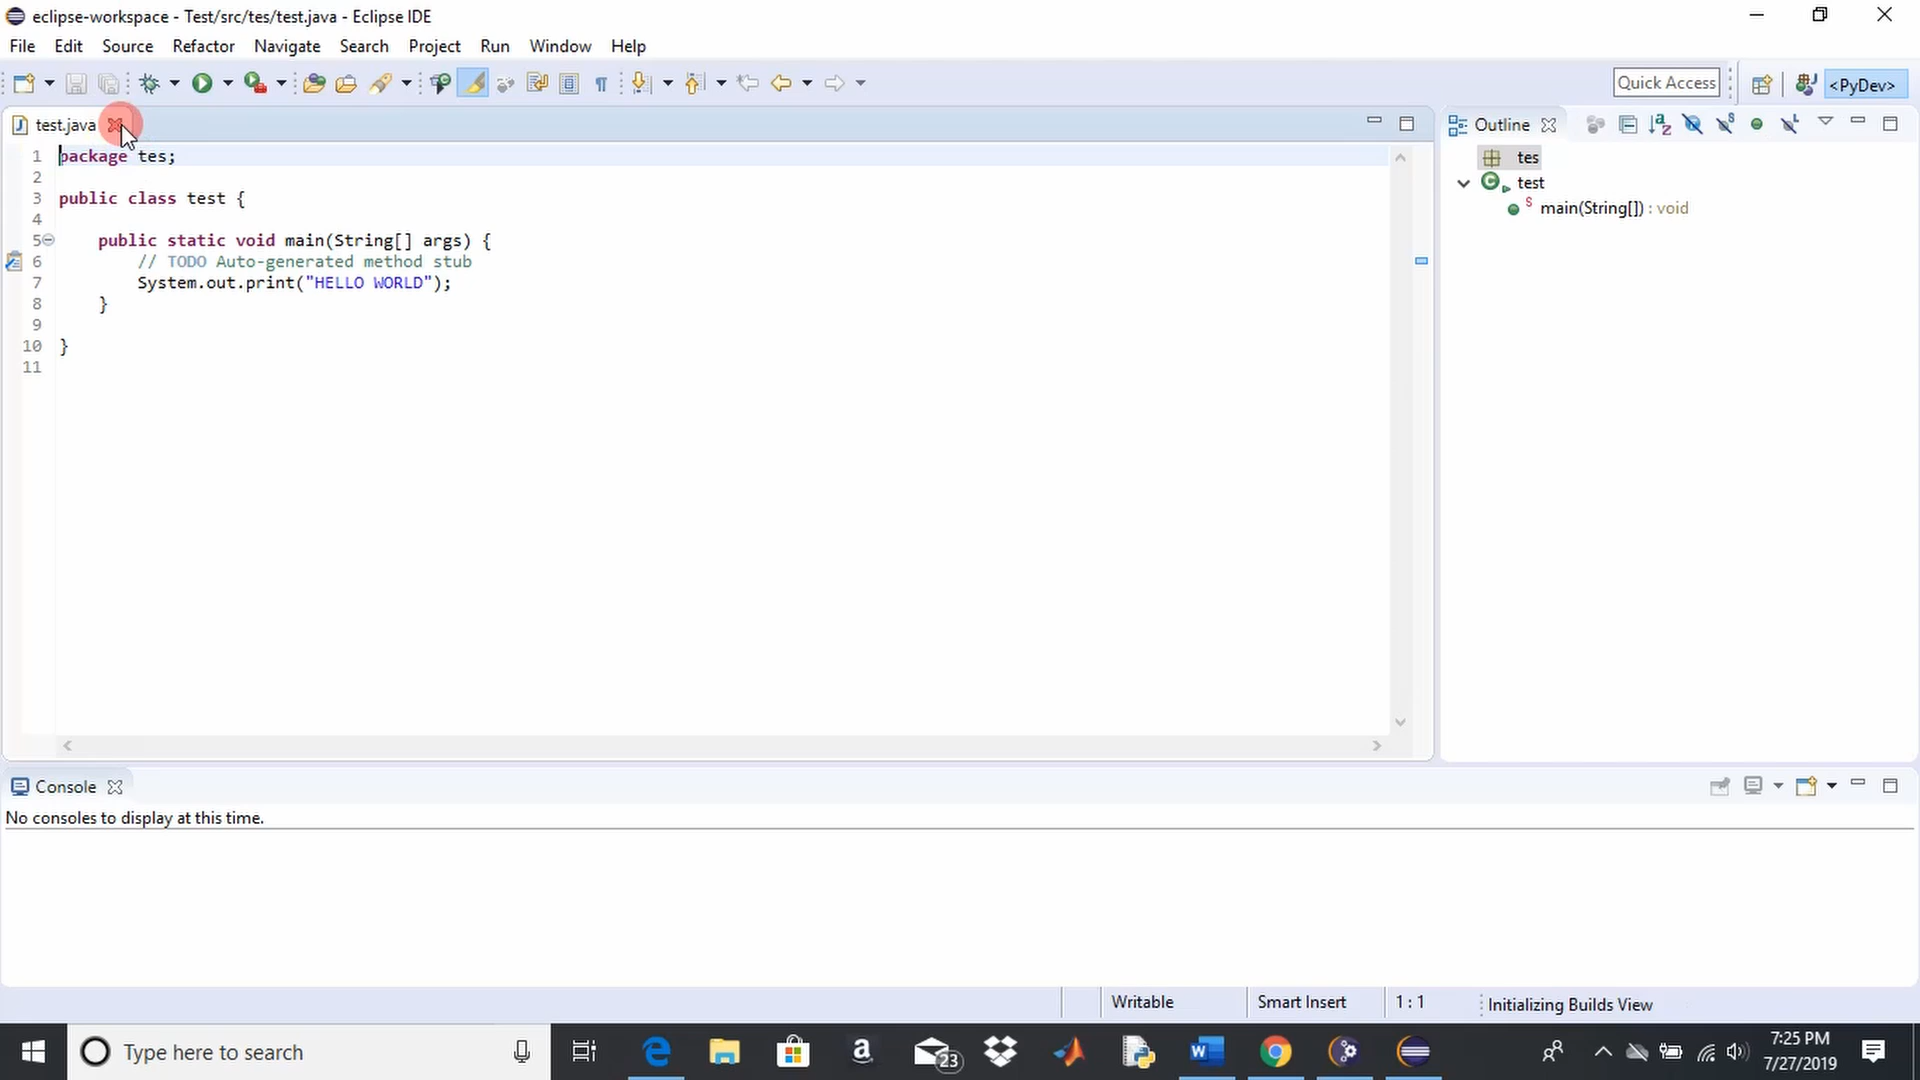 eclipse-workspace - Test/src/tes/test.java - Eclipse IDE
File Edit Source Refactor Navigate Search Project Run Window Help
Quick Access
<PyDev>
test.java
1 package tes;
2
3 public class test {
4
5 public static void main(String[] args) {
6 // TODO Auto-generated method stub
7 System.out.print("HELLO WORLD");
8 }
9
10 }
11
Outline
tes
test
main(String[]) : void
Console
No consoles to display at this time.
Writable Smart Insert 1 : 1 Initializing Builds View
Type here to search
23
7:25 PM
7/27/2019